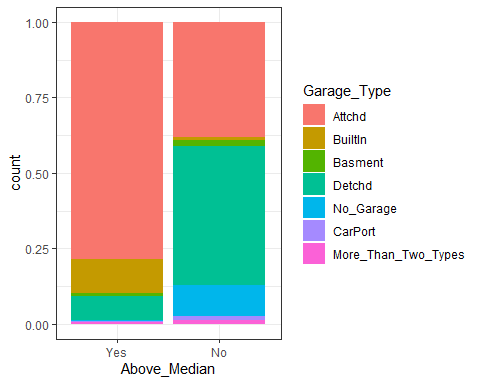 1.00
0.75
0.50
0.25
0.00
count
Yes No
Above_Median
Garage_Type
Attchd
BuiltIn
Basment
Detchd
No_Garage
CarPort
More_Than_Two_Types